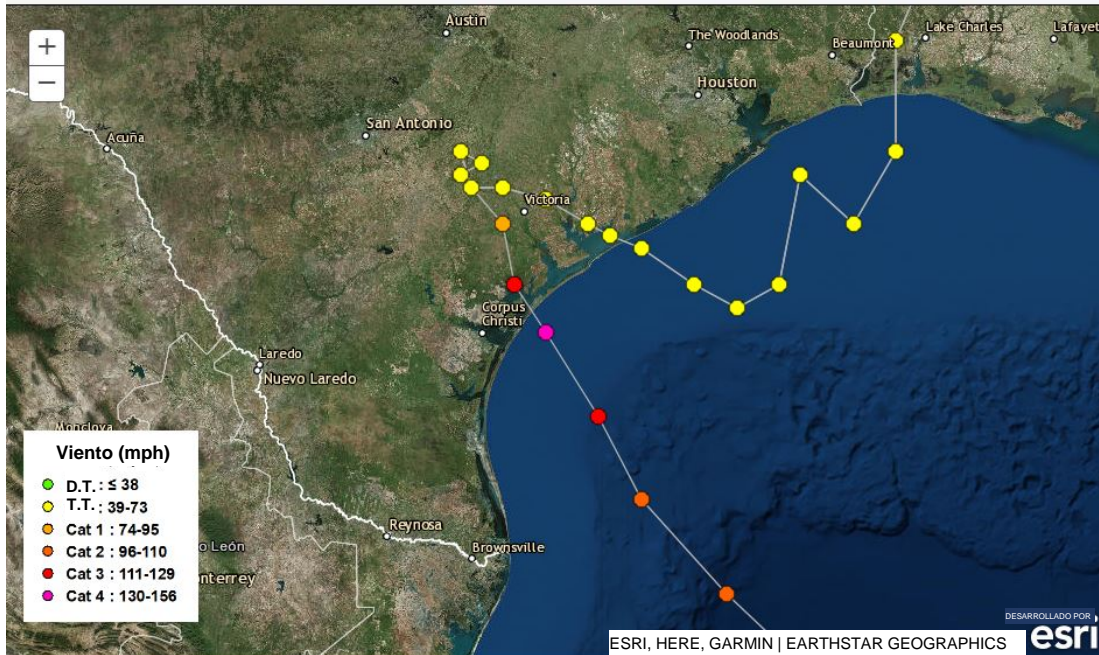 +
−
Austin
The Woodlands
Beaumont
Lake Charles
Lafayet
Houston
San Antonio
Acuña
Victoria
Corpus
Christi
Laredo
Nuevo Laredo
Monclova
Viento (mph)
D.T. : ≤ 38
T.T. : 39-73
Cat 1 : 74-95
Cat 2 : 96-110
Cat 3 : 111-129
Cat 4 : 130-156
Reynosa
Brownsville
o León
onterrey
DESARROLLADO POR
esri
ESRI, HERE, GARMIN | EARTHSTAR GEOGRAPHICS